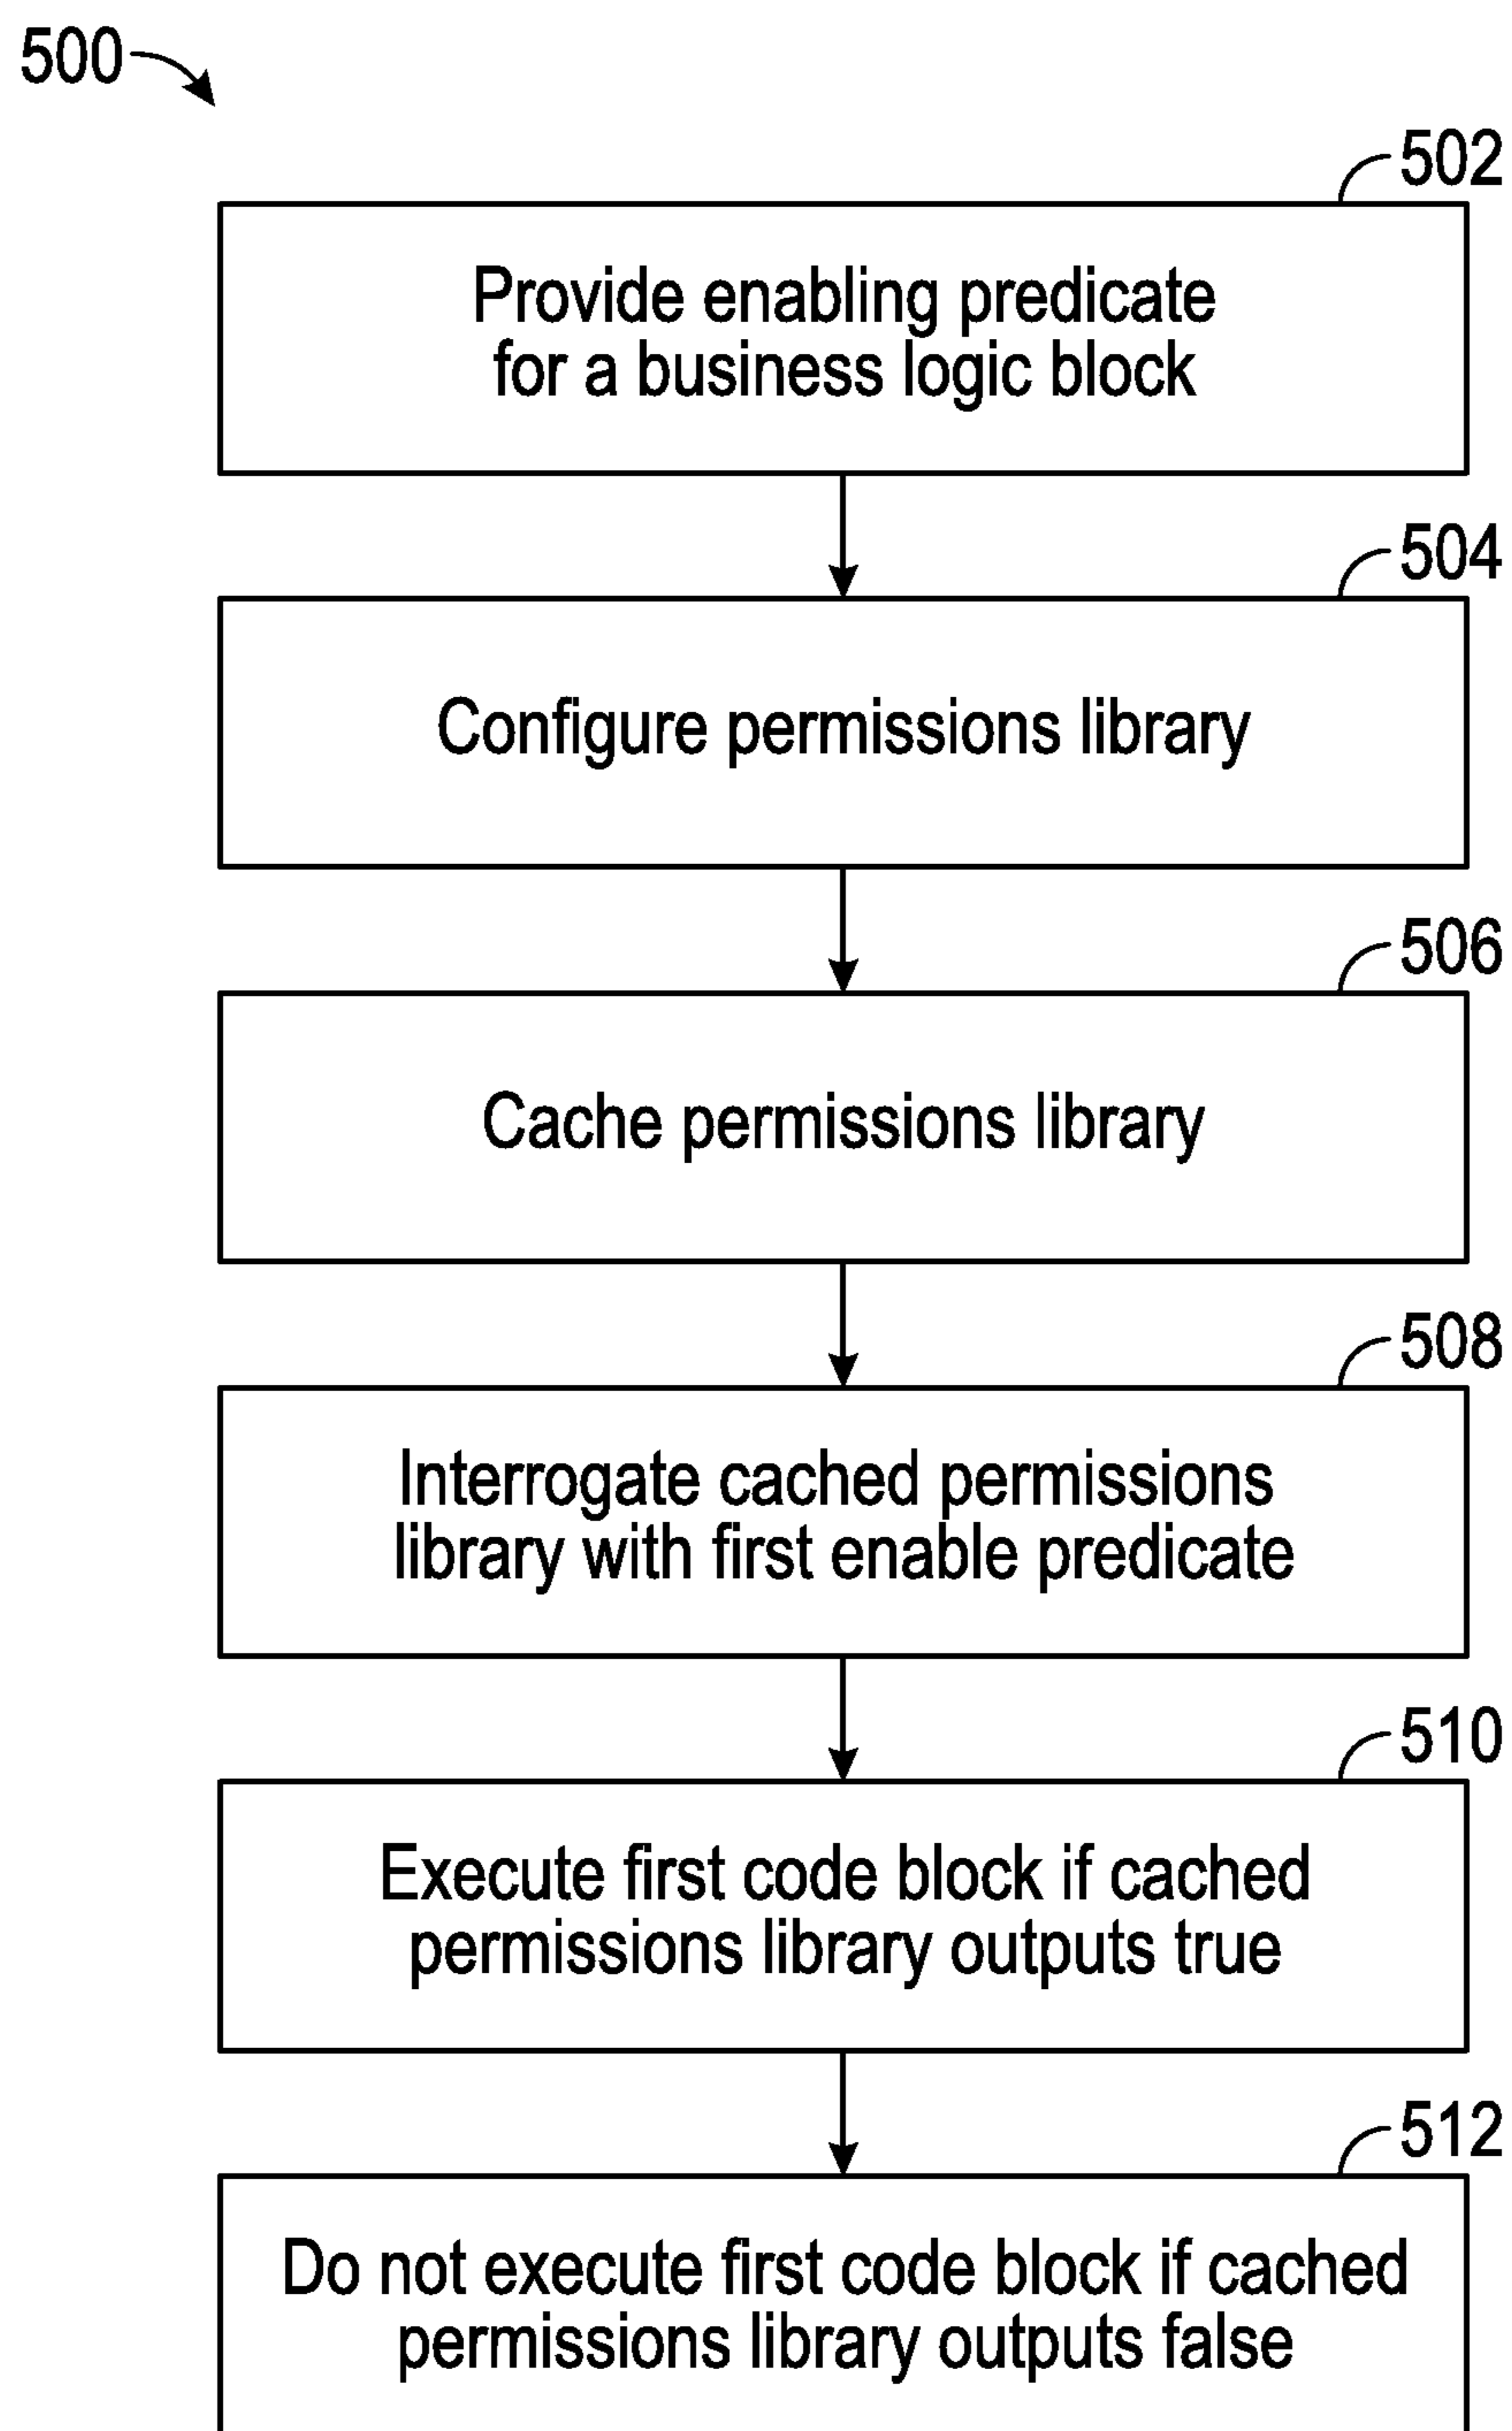 500
502
Provide enabling predicate
for a business logic block
504
Configure permissions library
506
Cache permissions library
508
Interrogate cached permissions
library with first enable predicate
510
Execute first code block if cached
permissions library outputs true
512
Do not execute first code block if cached
permissions library outputs false